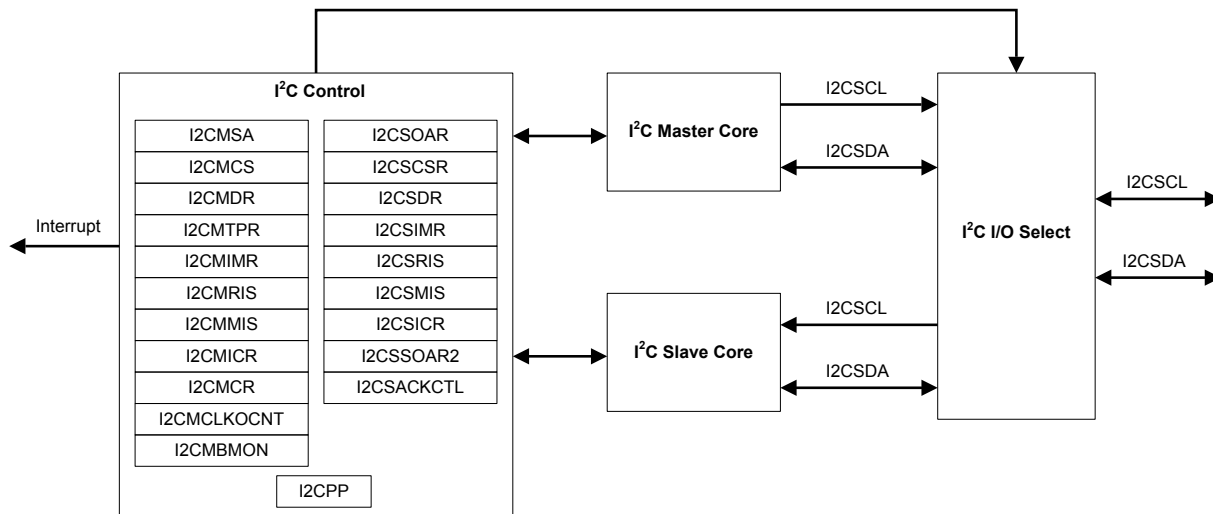 I²C Control
I2CMSA
I2CMCS
I2CMDR
I2CMTPR
I2CMIMR
I2CMRIS
I2CMMIS
I2CMICR
I2CMCR
I2CMCLKOCNT
I2CMBMON
I2CSOAR
I2CSCSR
I2CSDR
I2CSIMR
I2CSRIS
I2CSMIS
I2CSICR
I2CSSOAR2
I2CSACKCTL
I2CPP
Interrupt
I²C Master Core
I2CSCL
I2CSDA
I²C Slave Core
I2CSCL
I2CSDA
I²C I/O Select
I2CSCL
I2CSDA